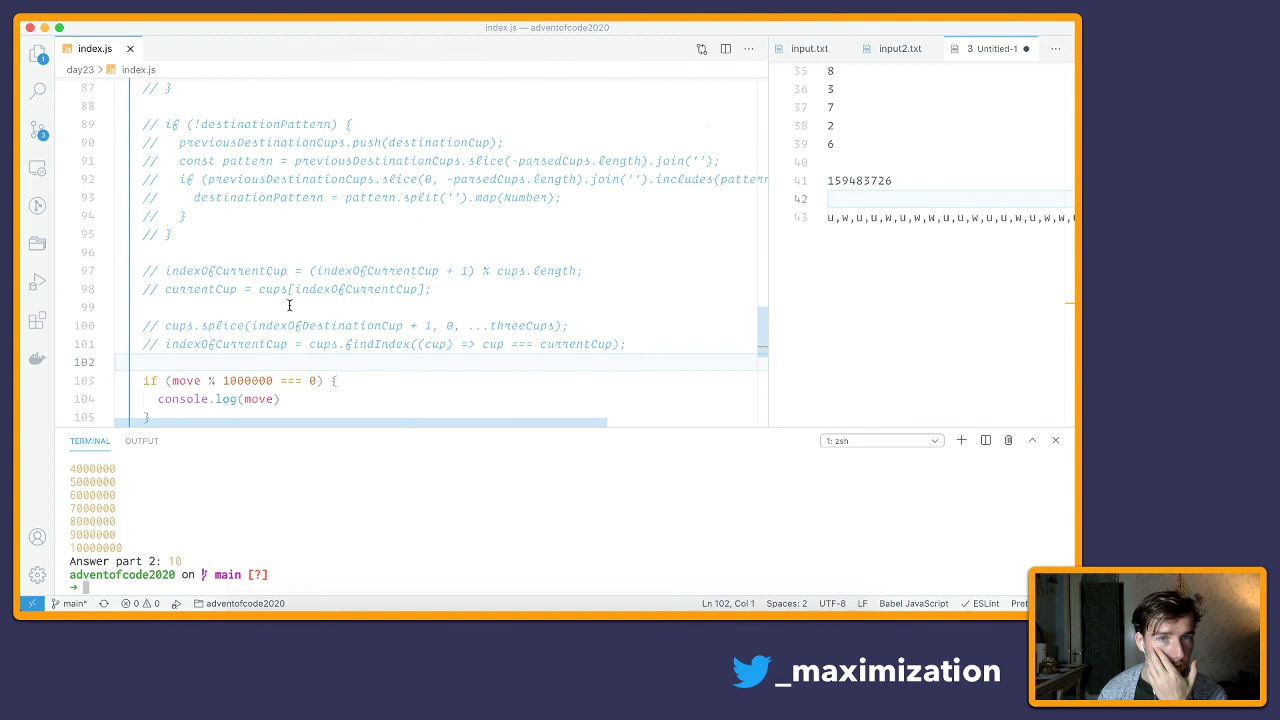 index.js — adventofcode2020
index.js
input.txt
input2.txt
3 Untitled-1
day23 > index.js
87 // }
88
89 // if (!destinationPattern) {
90 //   previousDestinationCups.push(destinationCup);
91 //   const pattern = previousDestinationCups.slice(-parsedCups.length).join('');
92 //   if (previousDestinationCups.slice(0, -parsedCups.length).join('').includes(pattern
93 //     destinationPattern = pattern.split('').map(Number);
94 //   }
95 // }
96
97 // indexOfCurrentCup = (indexOfCurrentCup + 1) % cups.length;
98 // currentCup = cups[indexOfCurrentCup];
99
100 // cups.splice(indexOfDestinationCup + 1, 0, ...threeCups);
101 // indexOfCurrentCup = cups.findIndex((cup) => cup === currentCup);
102
103 if (move % 1000000 === 0) {
104   console.log(move)
105 }
35 8
36 3
37 7
38 2
39 6
40
41 159483726
42
43 u,w,u,u,w,u,w,w,u,u,w,u,u,w,u,w,w,u
TERMINAL
OUTPUT
1: zsh
4000000
5000000
6000000
7000000
8000000
9000000
10000000
Answer part 2: 10
adventofcode2020 on main [?]
→
main*
0
0
adventofcode2020
Ln 102, Col 1
Spaces: 2
UTF-8
LF
Babel JavaScript
ESLint
Pret
1
3
_maximization